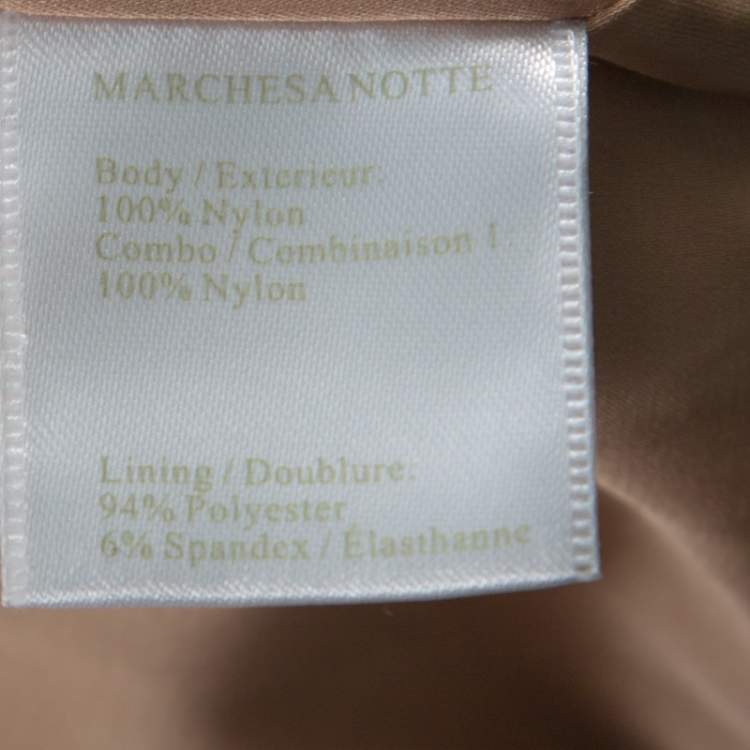 MARCHESA NOTTE
Body / Exterieur:
100% Nylon
Combo / Combinaison 1:
100% Nylon
Lining / Doublure:
94% Polyester
6% Spandex / Élasthanne